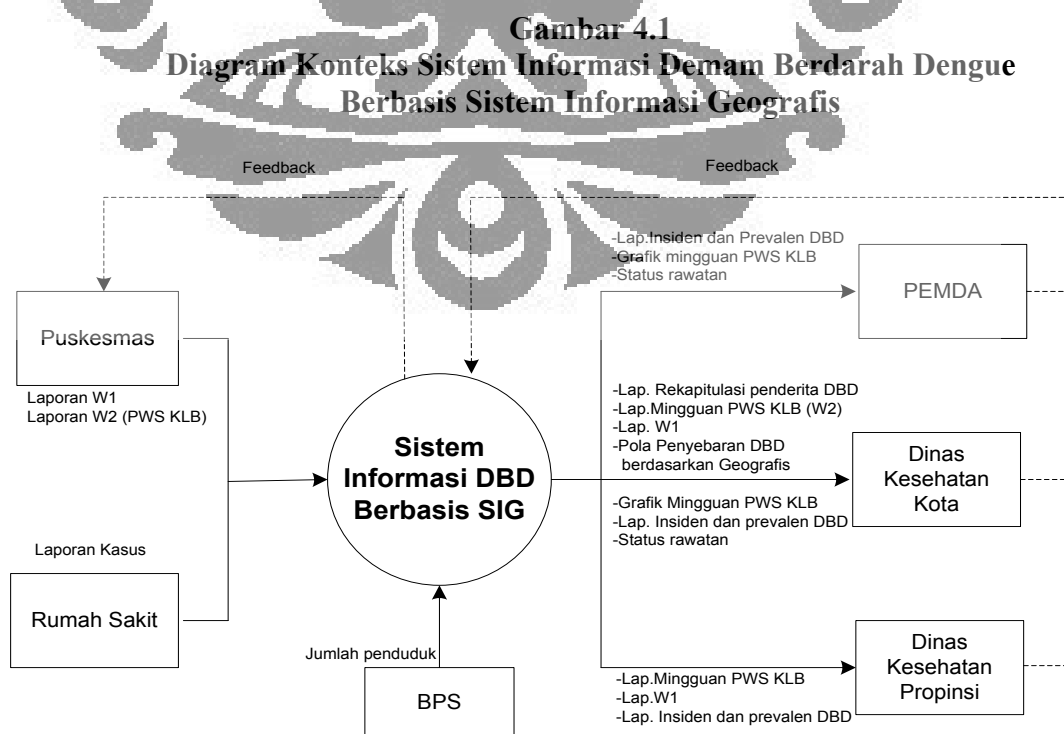 Gambar 4.1
Diagram Konteks Sistem Informasi Demam Berdarah Dengue
Berbasis Sistem Informasi Geografis
Feedback
Feedback
-Lap.Insiden dan Prevalen DBD
-Grafik mingguan PWS KLB
-Status rawatan
PEMDA
Puskesmas
Laporan W1
Laporan W2 (PWS KLB)
-Lap. Rekapitulasi penderita DBD
-Lap.Mingguan PWS KLB (W2)
-Lap. W1
-Pola Penyebaran DBD
berdasarkan Geografis
Sistem
Informasi DBD
Berbasis SIG
Dinas
Kesehatan
Kota
-Grafik Mingguan PWS KLB
-Lap. Insiden dan prevalen DBD
-Status rawatan
Laporan Kasus
Rumah Sakit
Jumlah penduduk
BPS
Dinas
Kesehatan
Propinsi
-Lap.Mingguan PWS KLB
-Lap.W1
-Lap. Insiden dan prevalen DBD